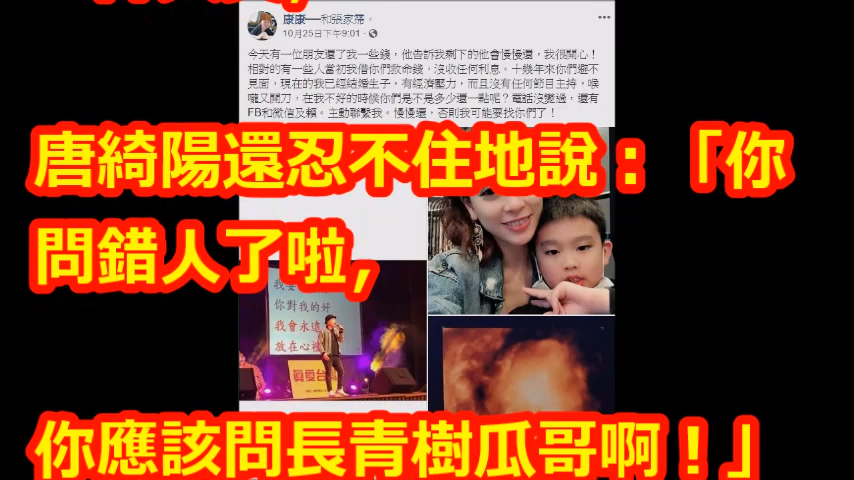 康康一和張家齊。
10月25日下午9:01
今天有一位朋友還了我一些錢，他告訴我剩下的他會慢慢還，我很開心！
相對的有一些人當初我借你們救命錢，沒收任何利息。十幾年來你們避不
見面，現在的我已經結婚生子，有經濟壓力，而且沒有任何節目主持，喉
嚨又開刀，在我不好的時候你們是不是多少還一點呢？電話沒變過，還有
FB和微信及賴。主動聯繫我。慢慢還，否則我可能要找你們了！
唐綺陽還忍不住地說：「你
問錯人了啦，
你對我的好
我會永遠
放在心裡
真愛台
你應該問長青樹瓜哥啊！」